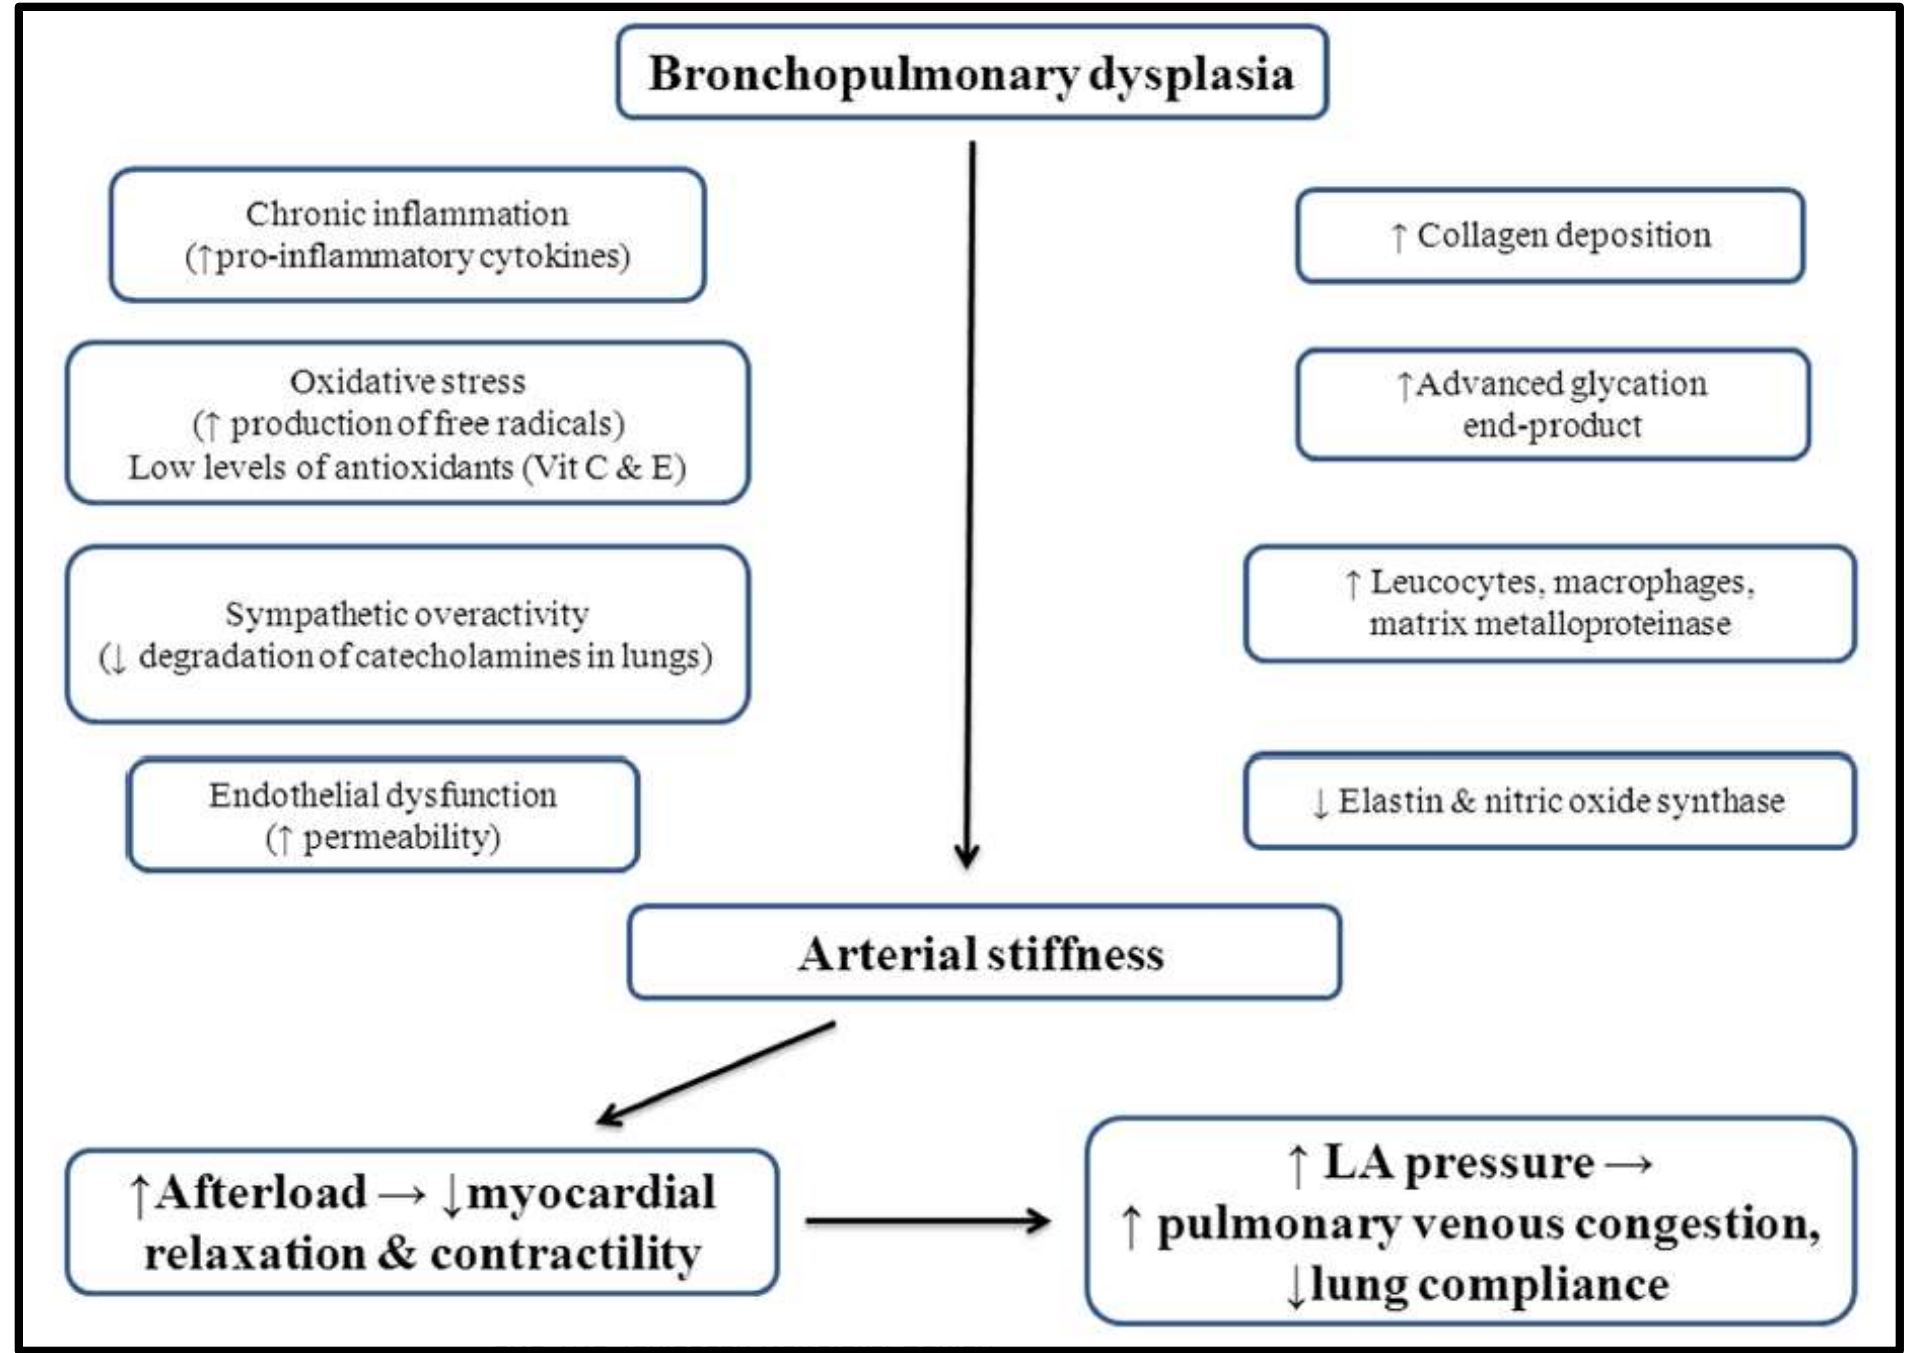 Bronchopulmonary dysplasia
Chronic inflammation
(↑pro-inflammatory cytokines)
Oxidative stress
(↑ production of free radicals)
Low levels of antioxidants (Vit C & E)
Sympathetic overactivity
(↓ degradation of catecholamines in lungs)
Endothelial dysfunction
(↑ permeability)
↑ Collagen deposition
↑Advanced glycation
end-product
↑ Leucocytes, macrophages,
matrix metalloproteinase
↓ Elastin & nitric oxide synthase
Arterial stiffness
↑Afterload → ↓myocardial
relaxation & contractility
↑ LA pressure →
↑ pulmonary venous congestion,
↓lung compliance